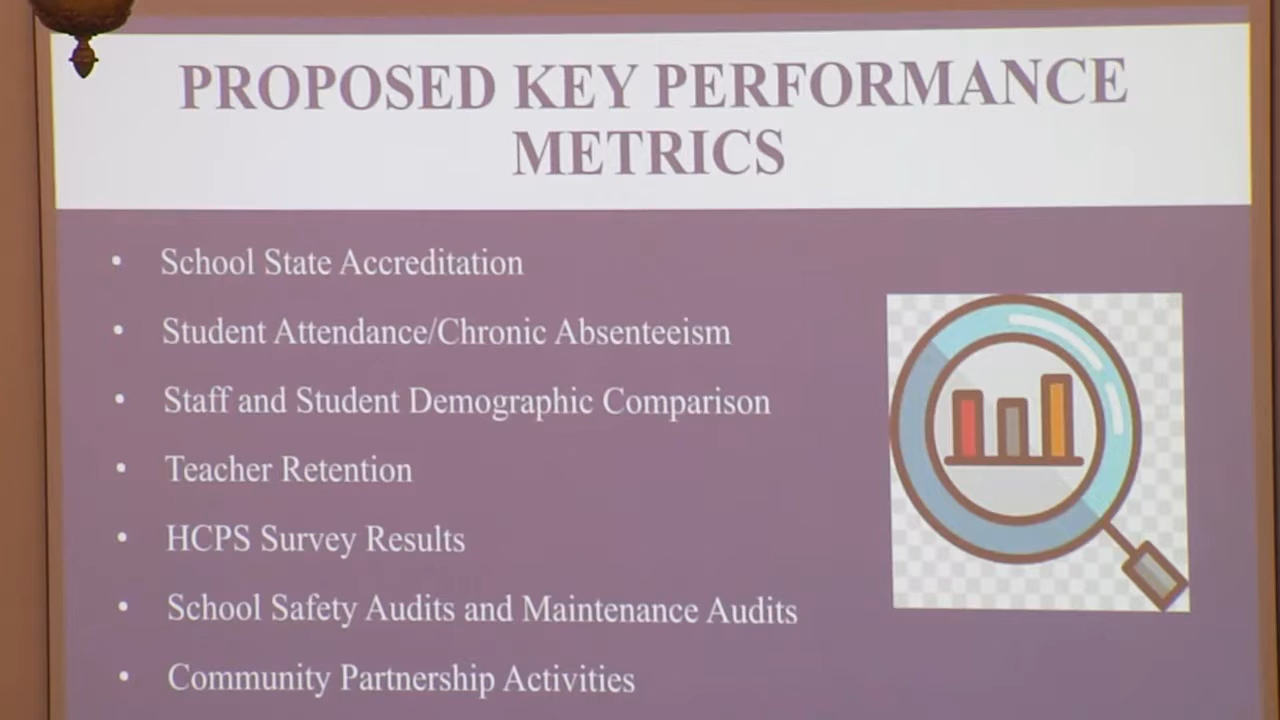 PROPOSED KEY PERFORMANCE
METRICS
• School State Accreditation
• Student Attendance/Chronic Absenteeism
• Staff and Student Demographic Comparison
• Teacher Retention
• HCPS Survey Results
• School Safety Audits and Maintenance Audits
• Community Partnership Activities